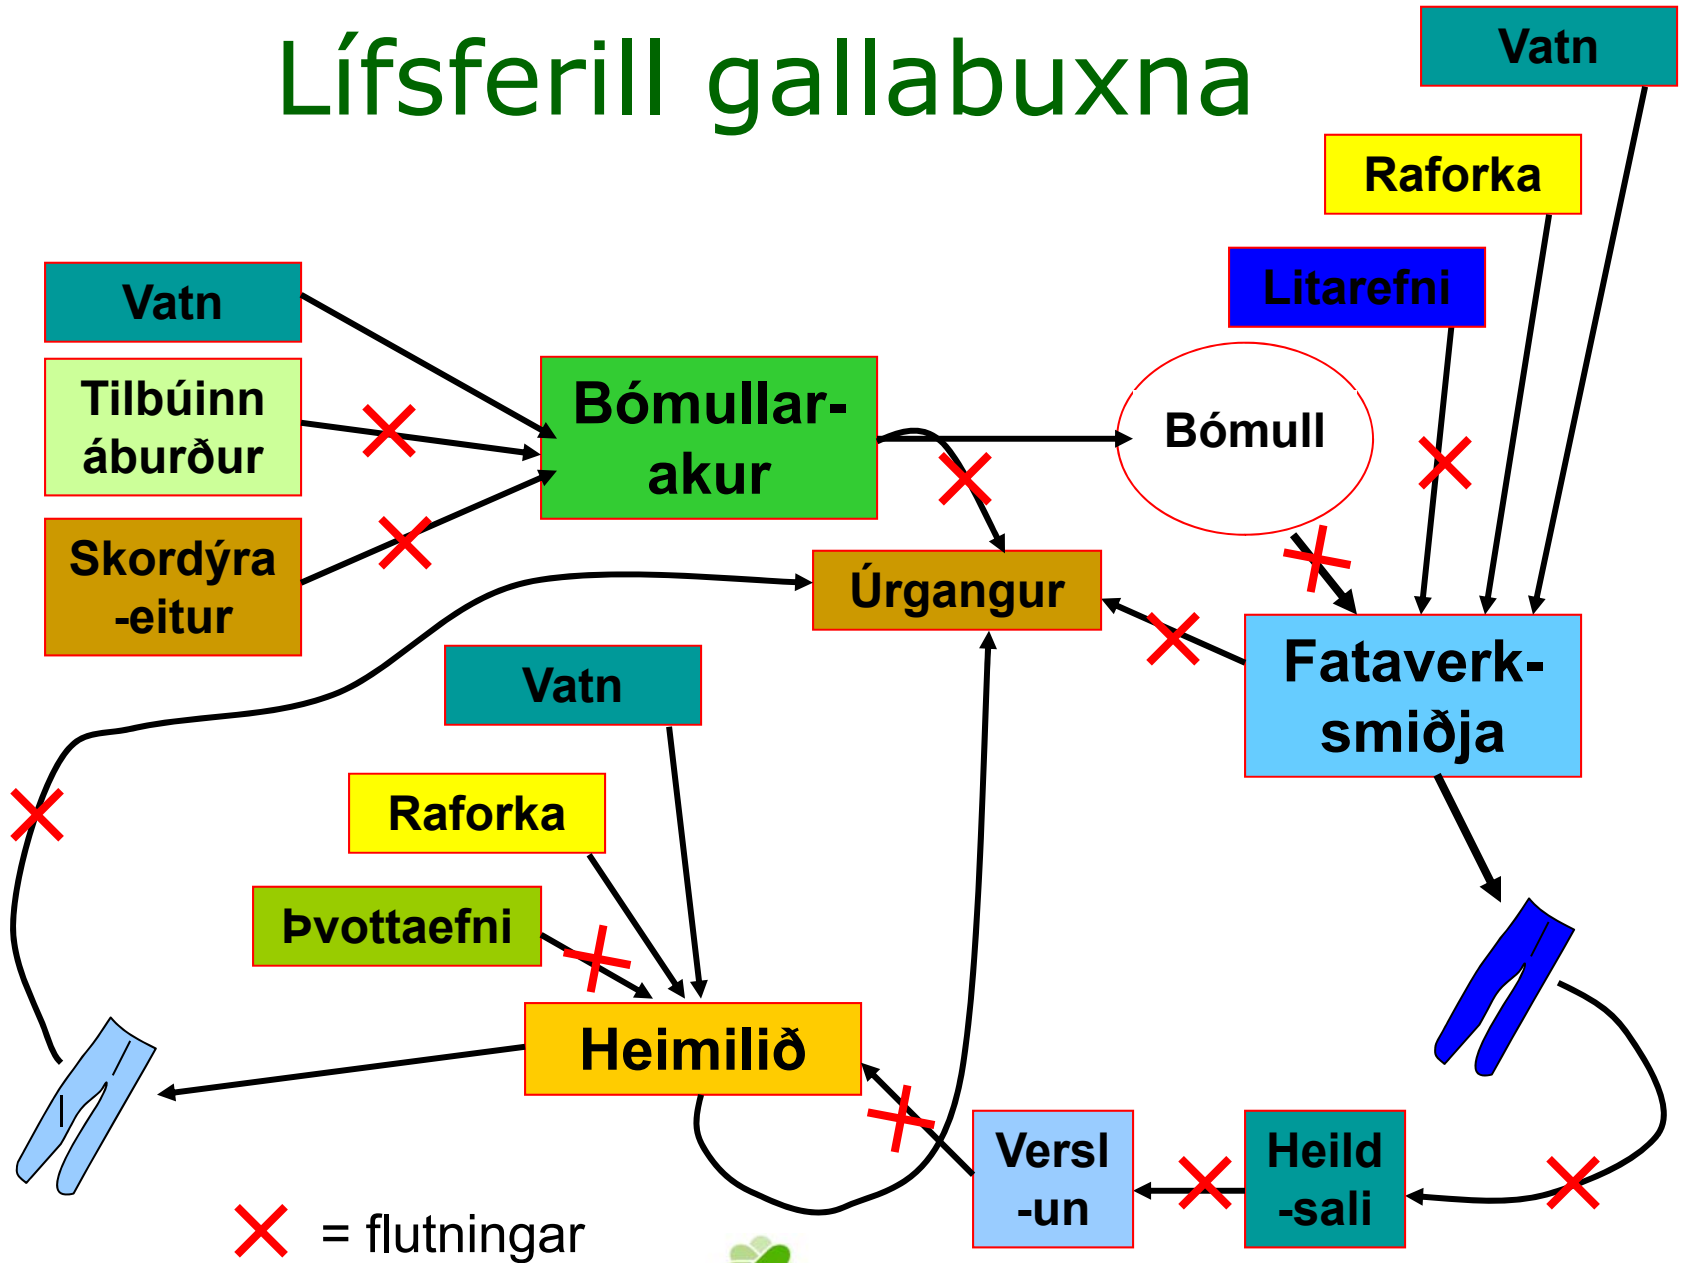 Lífsferill gallabuxna
Vatn
Raforka
Litarefni
Vatn
Tilbúinn
áburður
Skordýra
-eitur
Bómullar-
akur
Bómull
Úrgangur
Fataverk-
smiðja
Vatn
Raforka
Þvottaefni
Heimilið
Versl
-un
Heild
-sali
= flutningar